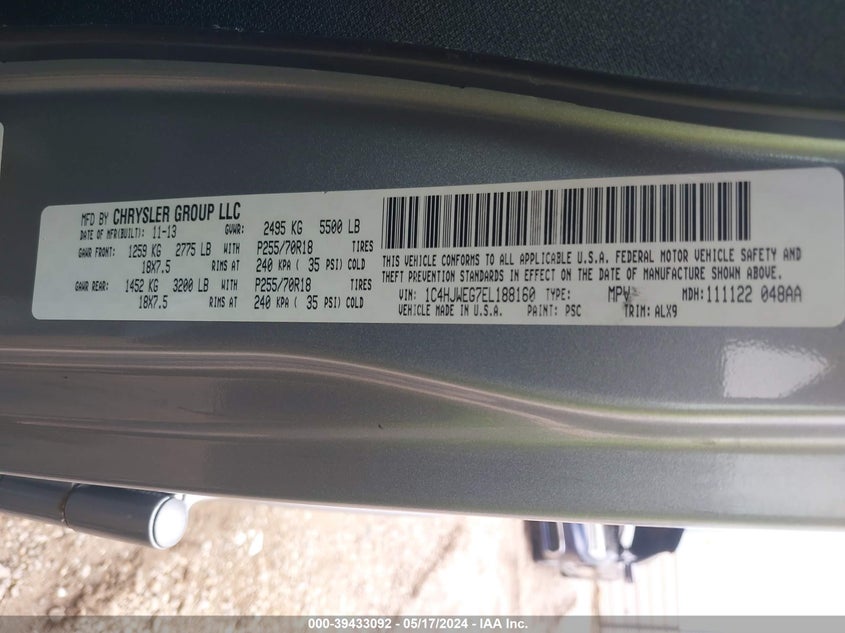 MFD BY CHRYSLER GROUP LLC
DATE OF MFR(BUILT): 11-13 GVWR: 2495 KG 5500 LB
GAWR FRONT: 1259 KG 2775 LB WITH P255/70R18 TIRES
18X7.5 RIMS AT 240 KPA ( 35 PSI) COLD
GAWR REAR: 1452 KG 3200 LB WITH P255/70R18 TIRES
18X7.5 RIMS AT 240 KPA ( 35 PSI) COLD
THIS VEHICLE CONFORMS TO ALL APPLICABLE U.S.A. FEDERAL MOTOR VEHICLE SAFETY AND
THEFT PREVENTION STANDARDS IN EFFECT ON THE DATE OF MANUFACTURE SHOWN ABOVE.
VIN: 1C4HJWEG7EL188160 TYPE: MPV MDH:111122 048AA
VEHICLE MADE IN U.S.A. PAINT: PSC TRIM: ALX9
000-39433092 - 05/17/2024 - IAA Inc.